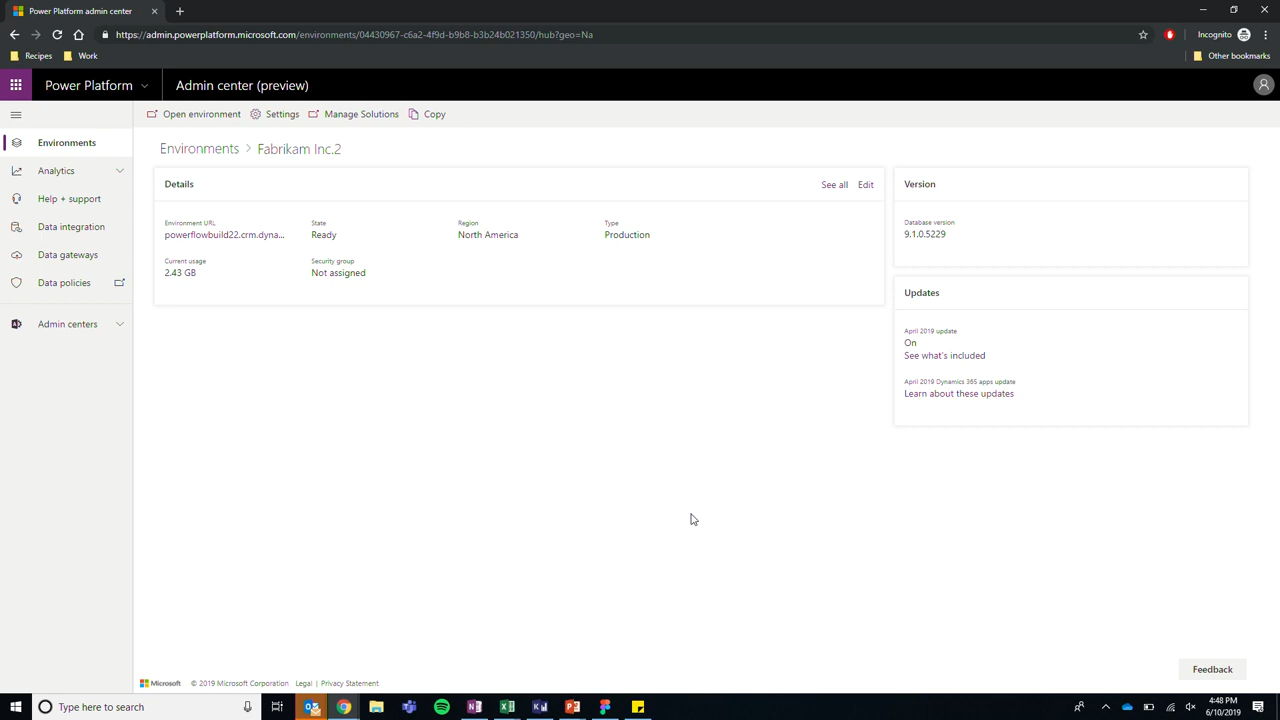 Power Platform admin center
https://admin.powerplatform.microsoft.com/environments/04430967-c6a2-4f9d-b9b8-b3b24b021350/hub?geo=Na
Incognito
Recipes
Work
Other bookmarks
Power Platform
Admin center (preview)
Open environment
Settings
Manage Solutions
Copy
Environments
Analytics
Help + support
Data integration
Data gateways
Data policies
Admin centers
Environments > Fabrikam Inc.2
Details
See all
Edit
Environment URL
powerflowbuild22.crm.dyna...
State
Ready
Region
North America
Type
Production
Current usage
2.43 GB
Security group
Not assigned
Version
Database version
9.1.0.5229
Updates
April 2019 update
On
See what's included
April 2019 Dynamics 365 apps update
Learn about these updates
Feedback
Microsoft © 2019 Microsoft Corporation Legal | Privacy Statement
Type here to search
4:48 PM
6/10/2019